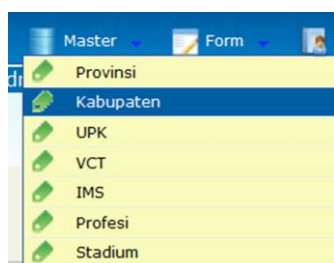 Master Form
Provinsi
Kabupaten
UPK
VCT
IMS
Profesi
Stadium